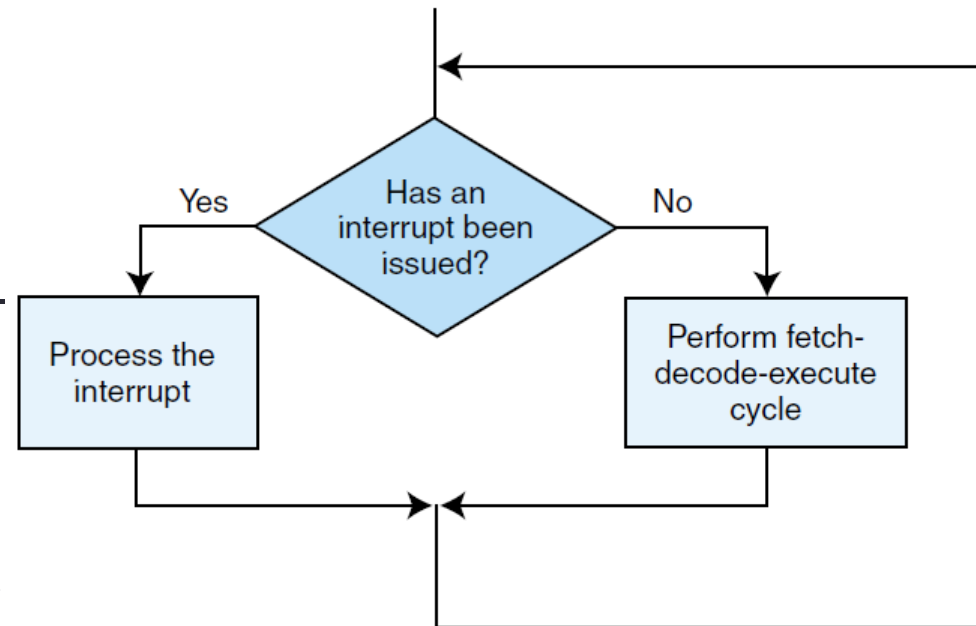 Has an
interrupt been
issued?
Yes
No
Process the
interrupt
Perform fetch-
decode-execute
cycle